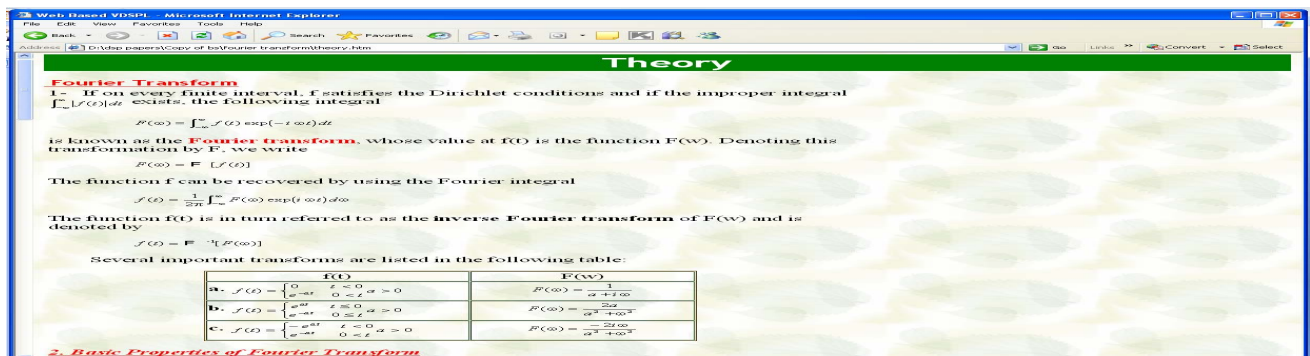 Web Based VDSPL - Microsoft Internet Explorer
File Edit View Favorites Tools Help
Back Search Favorites
Address D:\dsp papers\Copy of bs\fourier transform\theory.htm Go Links » Convert Select
Theory
Fourier Transform
1- If on every finite interval, f satisfies the Dirichlet conditions and if the improper integral
∫_{-∞}^{∞} |f(t)| dt exists, the following integral
F(ω) = ∫_{-∞}^{∞} f(t) exp(-i ωt) dt
is known as the Fourier transform, whose value at f(t) is the function F(w). Denoting this
transformation by F, we write
F(ω) = F [f(t)]
The function f can be recovered by using the Fourier integral
f(t) = 1/2π ∫_{-∞}^{∞} F(ω) exp(i ωt) dω
The function f(t) is in turn referred to as the inverse Fourier transform of F(w) and is
denoted by
f(t) = F ⁻¹[F(ω)]
Several important transforms are listed in the following table:
f(t) F(w)
a. f(t) = { 0 t < 0 e^{-at} 0 < t a > 0 F(ω) = 1/(a + i ω)
b. f(t) = { e^{at} t ≤ 0 e^{-at} 0 ≤ t a > 0 F(ω) = 2a/(a² + ω²)
c. f(t) = { -e^{at} t < 0 e^{-at} 0 < t a > 0 F(ω) = -2i ω/(a² + ω²)
2. Basic Properties of Fourier Transform